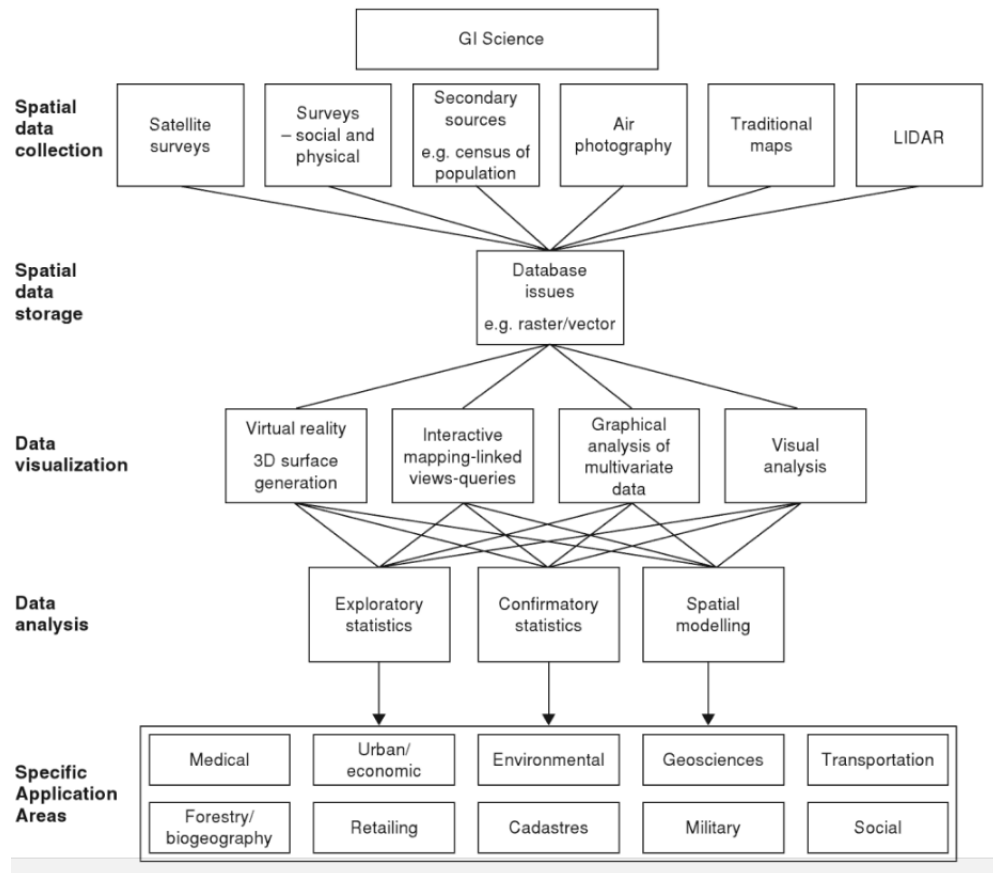 GI Science
Spatial
data
collection
Satellite
surveys
Surveys
– social and
physical
Secondary
sources
e.g. census of
population
Air
photography
Traditional
maps
LIDAR
Spatial
data
storage
Database
issues
e.g. raster/vector
Data
visualization
Virtual reality
3D surface
generation
Interactive
mapping-linked
views-queries
Graphical
analysis of
multivariate
data
Visual
analysis
Data
analysis
Exploratory
statistics
Confirmatory
statistics
Spatial
modelling
Specific
Application
Areas
Medical
Urban/
economic
Environmental
Geosciences
Transportation
Forestry/
biogeography
Retailing
Cadastres
Military
Social